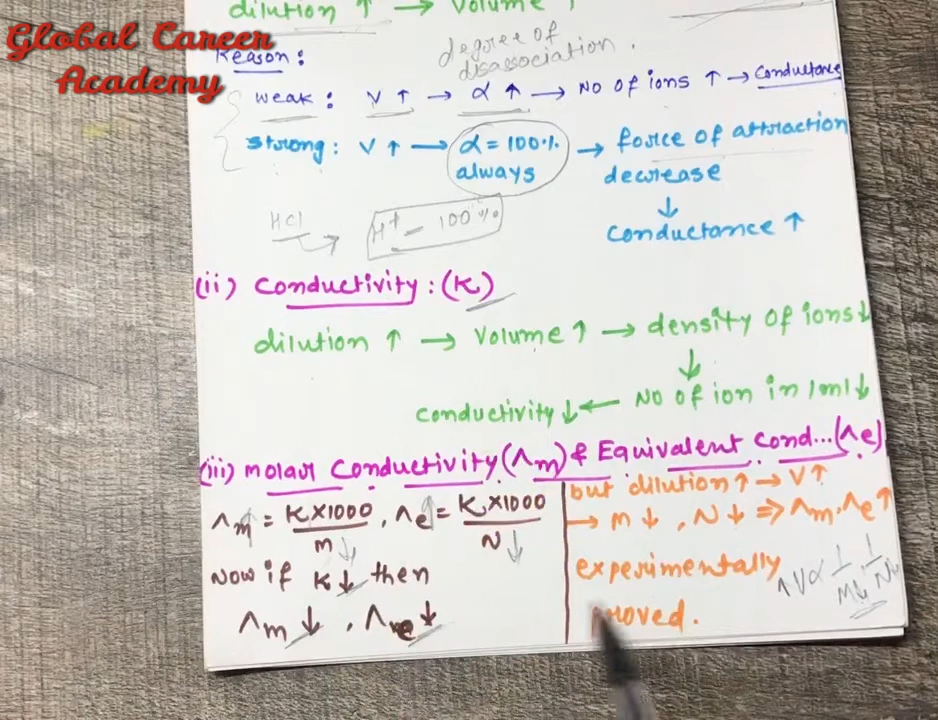 dilution ↑ → Volume ↑
Global Career
Academy
Reason:
degree of
disassociation.
weak: V ↑ → α ↑ → No of ions ↑ → Conductance
strong: V ↑ → α = 100% always → force of attraction
decrease
↓
HCl → H+ — 100%
Conductance ↑
(ii) Conductivity: (K)
dilution ↑ → Volume ↑ → density of ions ↓
↓
Conductivity ↓ ← No of ion in 1ml ↓
(iii) Molar Conductivity (Λm) & Equivalent Cond... (Λe)
Λm = K×1000/M ↓, Λe = K×1000/N ↓
Now if K ↓ then
Λm ↓, Λe ↓
but dilution ↑ → V ↑
→ M ↓, N ↓ ⇒ Λm, Λe ↑
experimentally
proved.
↑ V ∝ 1/M ↓, 1/N